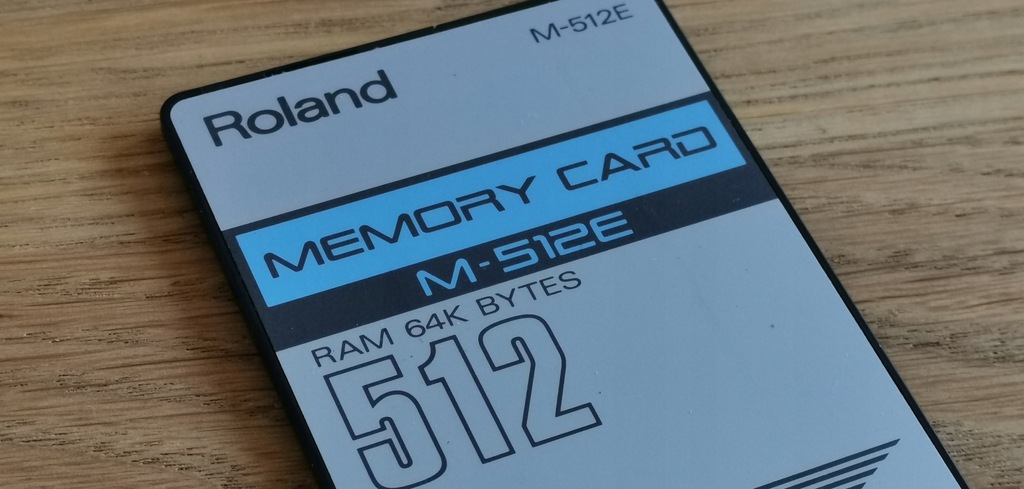 M-512E
Roland
MEMORY CARD
M-512E
RAM 64K BYTES
512